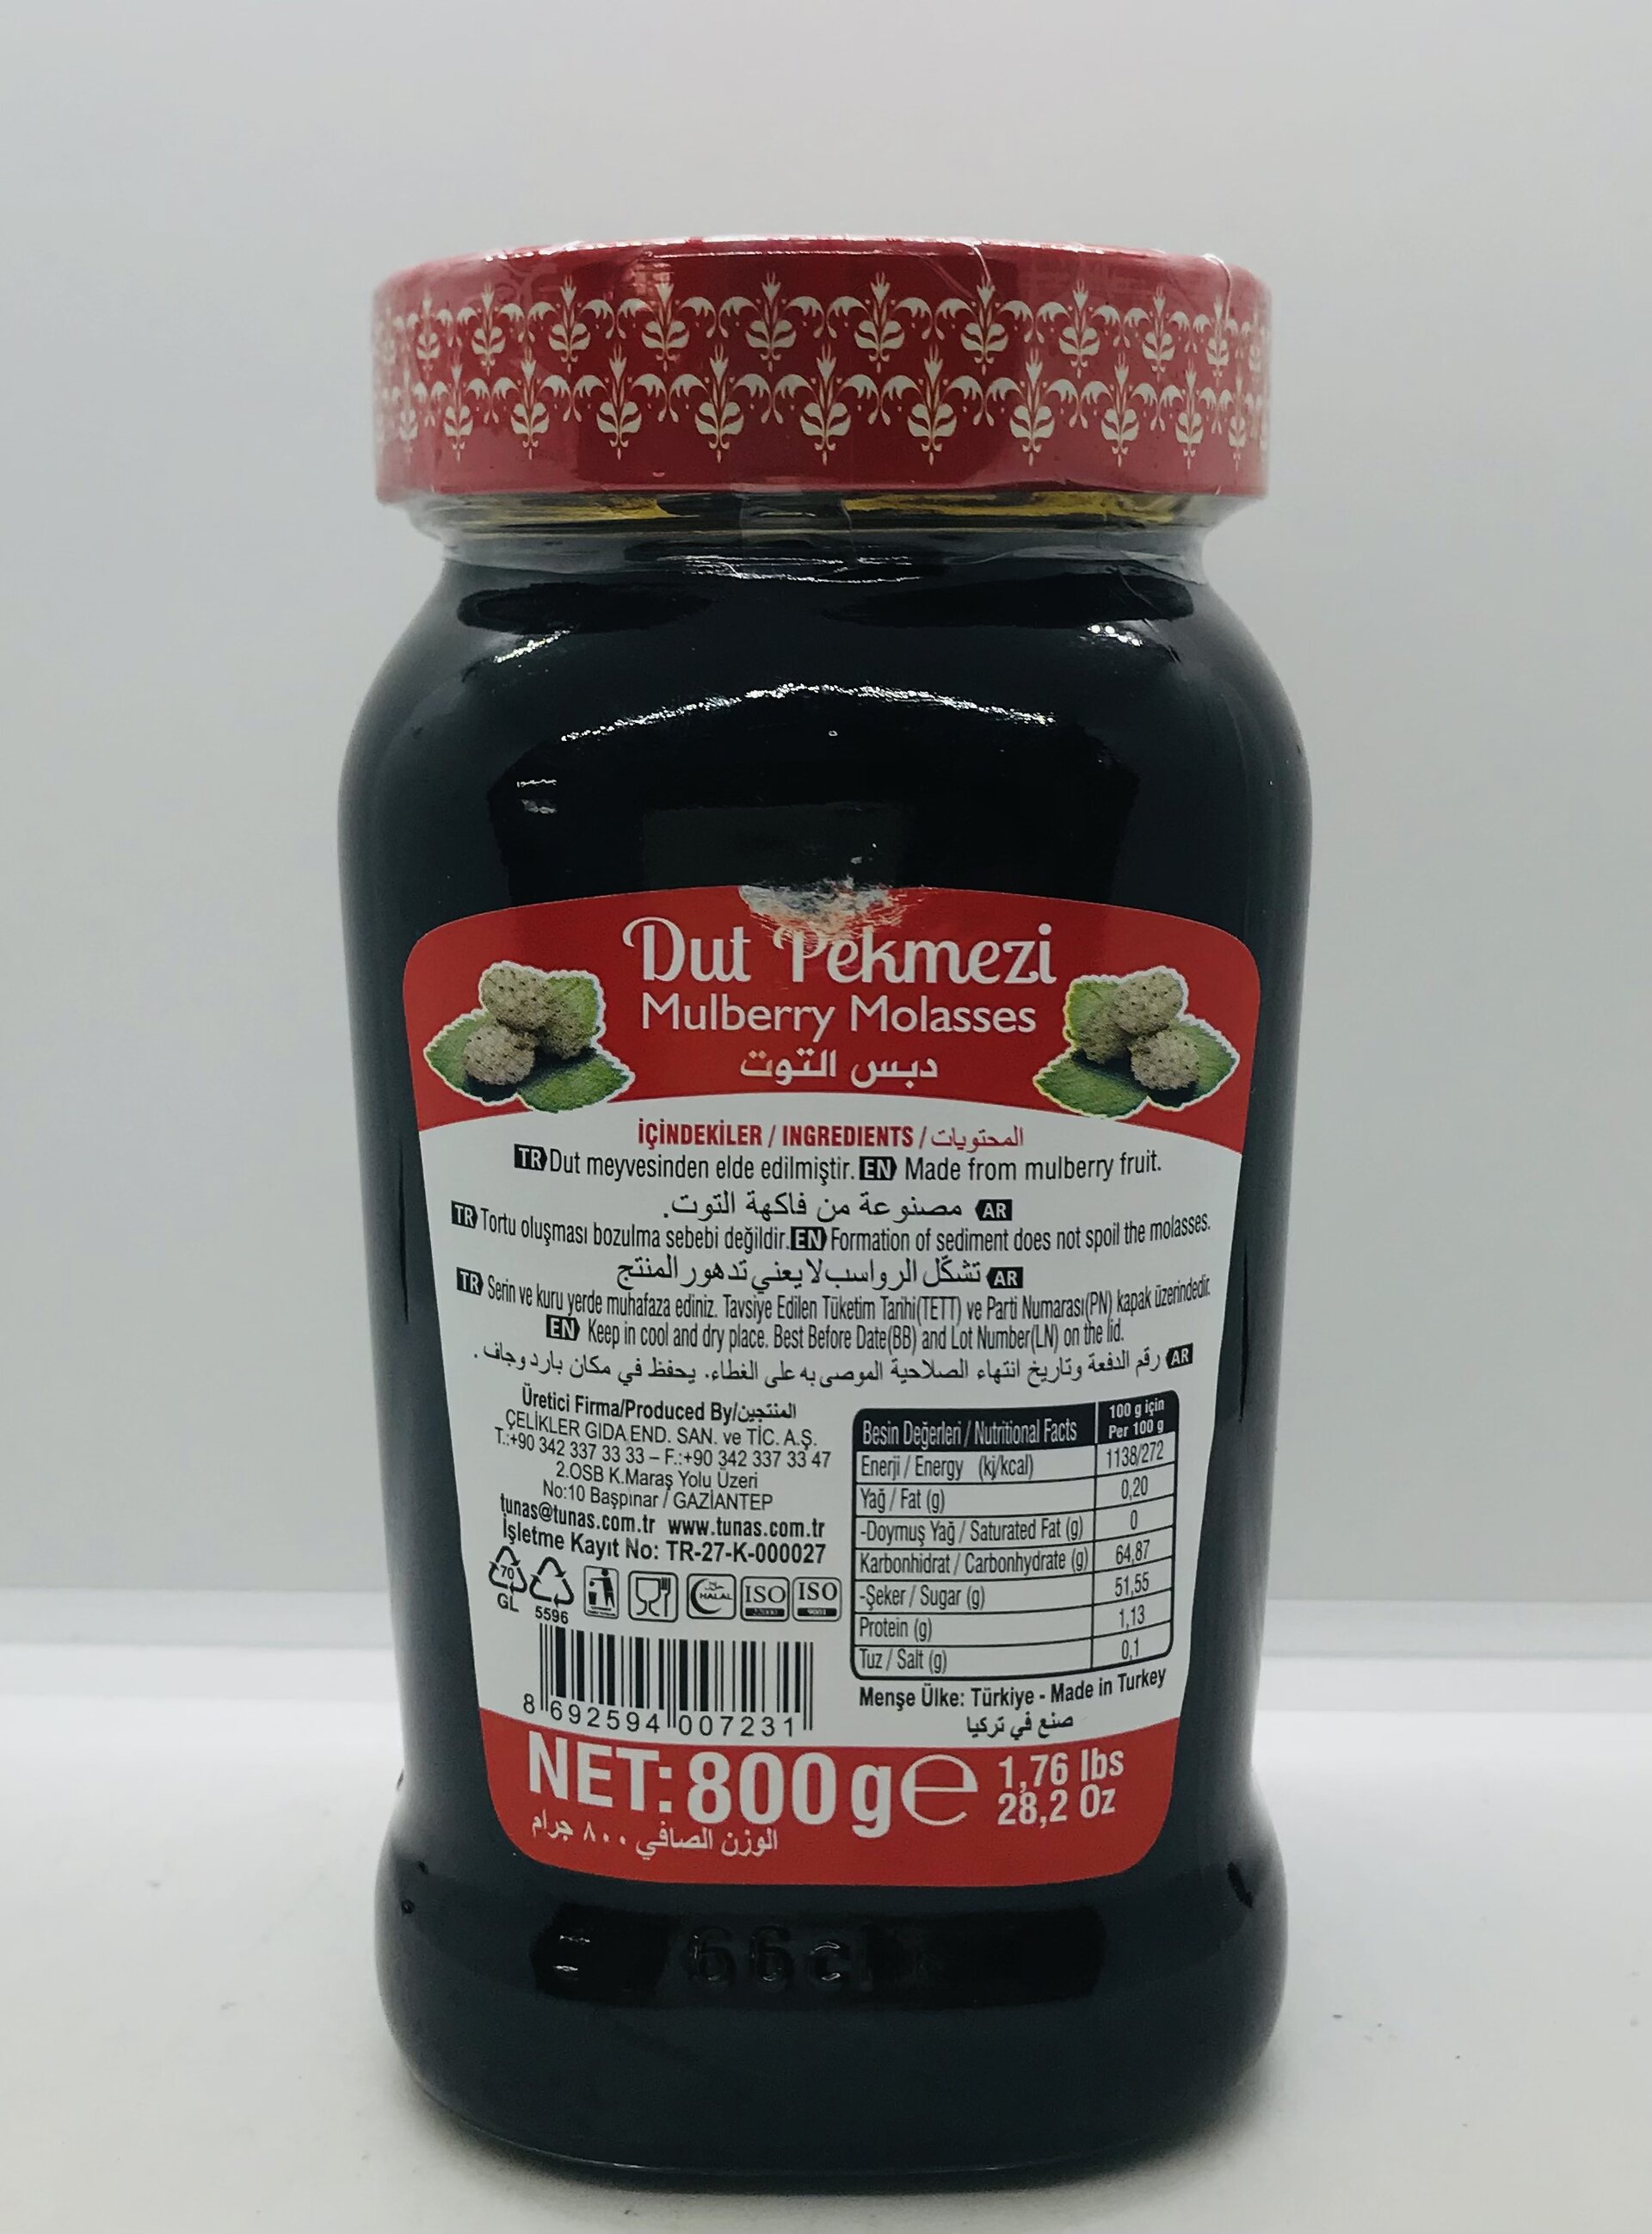 Dut Pekmezi
Mulberry Molasses
دبس التوت
İÇİNDEKİLER / INGREDIENTS / المحتويات
TR Dut meyvesinden elde edilmiştir. EN Made from mulberry fruit.
AR مصنوعة من فاكهة التوت.
TR Tortu oluşması bozulma sebebi değildir. EN Formation of sediment does not spoil the molasses.
AR تشكّل الرواسب لا يعني تدهور المنتج
TR Serin ve kuru yerde muhafaza ediniz. Tavsiye Edilen Tüketim Tarihi(TETT) ve Parti Numarası(PN) kapak üzerindedir.
EN Keep in cool and dry place. Best Before Date(BB) and Lot Number(LN) on the lid.
AR رقم الدفعة وتاريخ انتهاء الصلاحية الموصى به على الغطاء. يحفظ في مكان بارد وجاف.
Üretici Firma/Produced By/المنتجين
ÇELİKLER GIDA END. SAN. ve TİC. A.Ş.
T.:+90 342 337 33 33 – F.:+90 342 337 33 47
2.OSB K.Maraş Yolu Üzeri
No:10 Başpınar / GAZİANTEP
tunas@tunas.com.tr www.tunas.com.tr
İşletme Kayıt No: TR-27-K-000027
70
GL
5596
HALAL
ISO
22000
ISO
9001
8 692594 007231
Besin Değerleri / Nutritional Facts 100 g için
Per 100 g
Enerji / Energy (kj/kcal) 1138/272
Yağ / Fat (g) 0,20
-Doymuş Yağ / Saturated Fat (g) 0
Karbonhidrat / Carbonhydrate (g) 64,87
-Şeker / Sugar (g) 51,55
Protein (g) 1,13
Tuz / Salt (g) 0,1
Menşe Ülke: Türkiye - Made in Turkey
صنع في تركيا
NET: 800 g e 1,76 lbs
28,2 Oz
الوزن الصافي ٨٠٠ جرام
66c